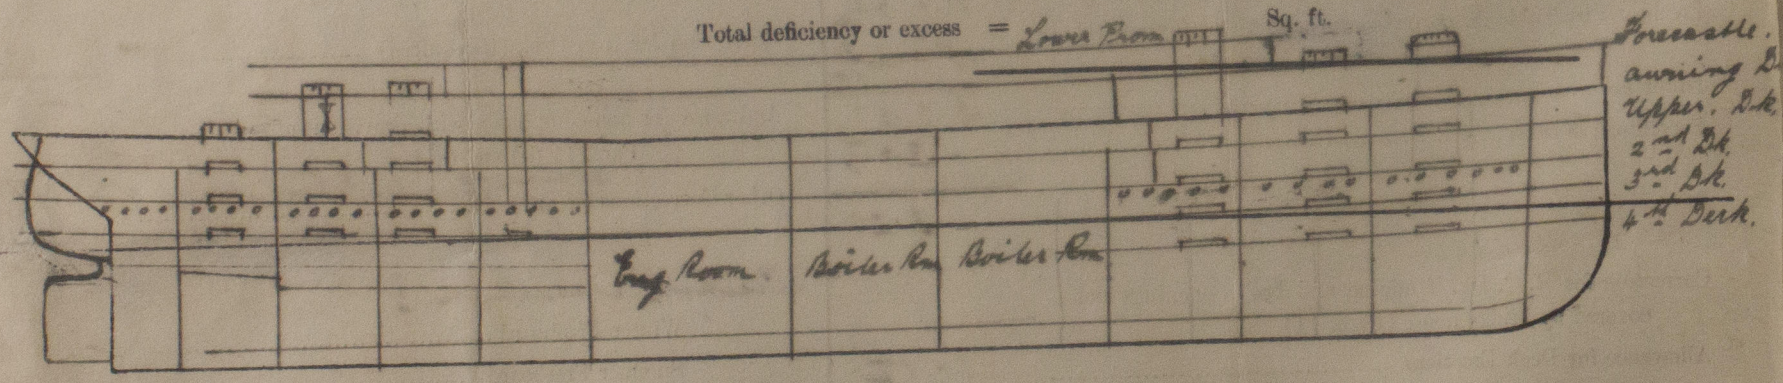 Total deficiency or excess = Lower Prom Sq. ft.
Forecastle.
awning D
Upper. Dk.
2nd Dk.
3rd Dk.
4th Deck.
Eng Room
Boiler Rm
Boiler Rm